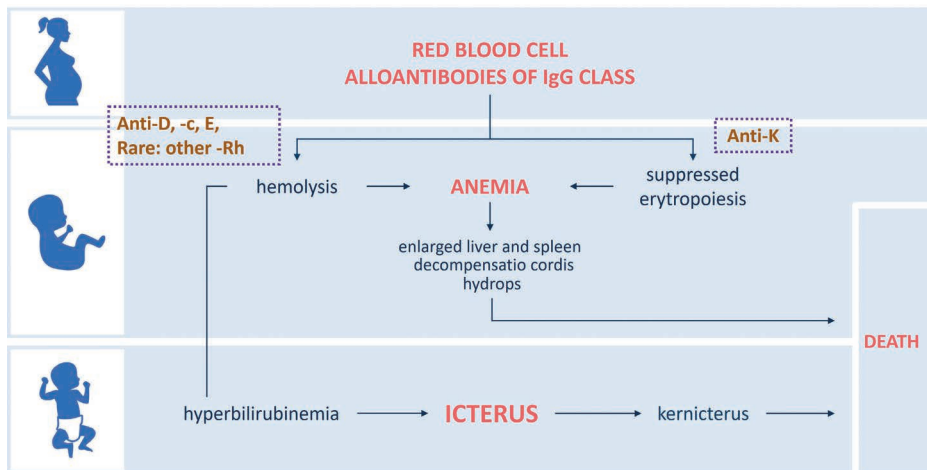 RED BLOOD CELL
ALLOANTIBODIES OF IgG CLASS
Anti-D, -c, E,
Rare: other -Rh
Anti-K
hemolysis
ANEMIA
suppressed
erytropoiesis
enlarged liver and spleen
decompensatio cordis
hydrops
DEATH
hyperbilirubinemia
ICTERUS
kernicterus